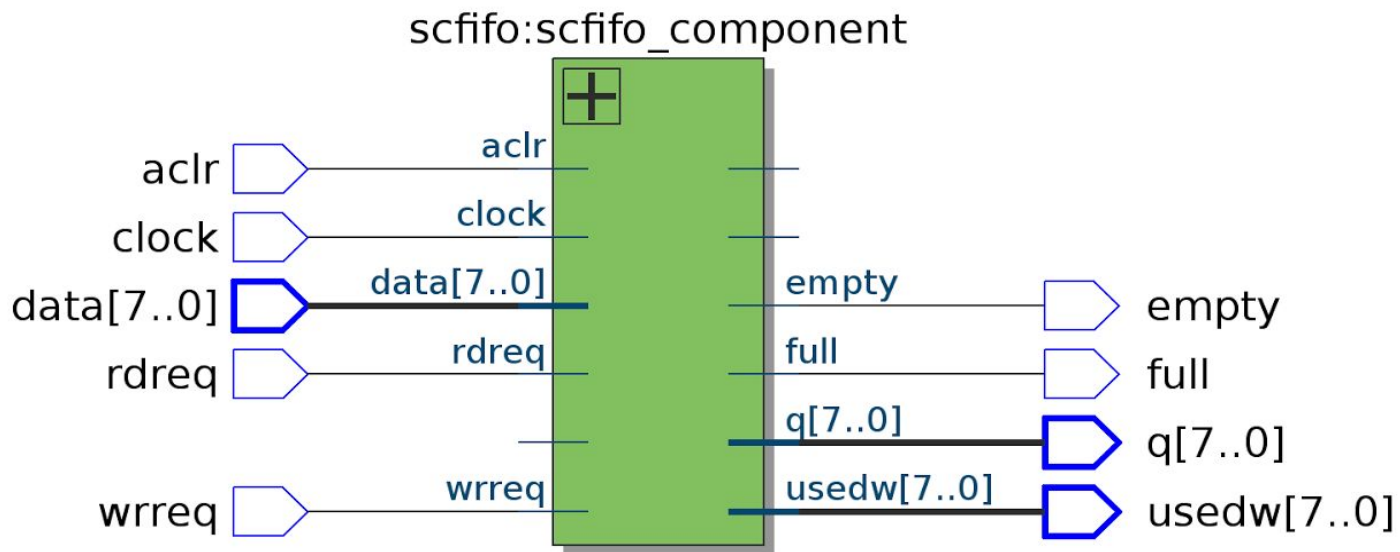 scfifo:scfifo_component
aclr aclr
clock clock
data[7..0] data[7..0] empty empty
rdreq rdreq full full
q[7..0] q[7..0]
wrreq wrreq usedw[7..0] usedw[7..0]